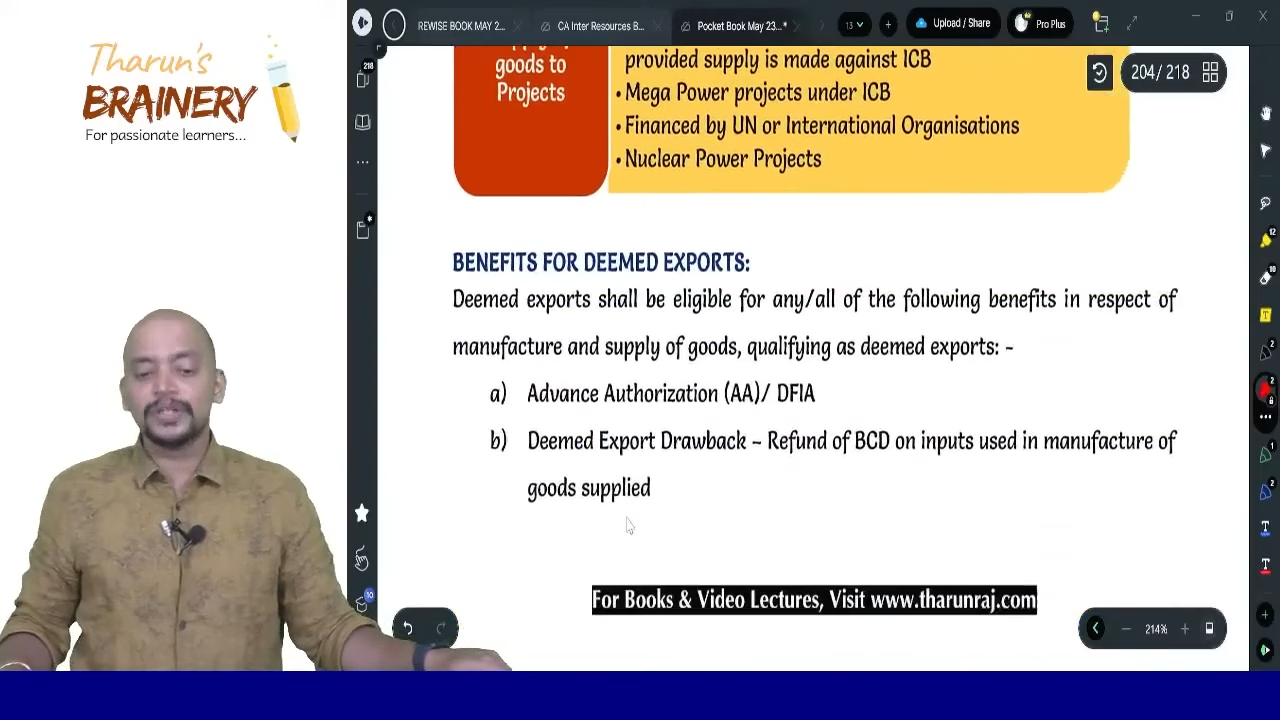 Tharun's
BRAINERY
For passionate learners...
REWISE BOOK MAY 2...
CA Inter Resources B...
Pocket Book May 23...*
13
Upload / Share
Pro Plus
218
204/218
goods to
Projects
provided supply is made against ICB
• Mega Power projects under ICB
• Financed by UN or International Organisations
• Nuclear Power Projects
BENEFITS FOR DEEMED EXPORTS:
Deemed exports shall be eligible for any/all of the following benefits in respect of
manufacture and supply of goods, qualifying as deemed exports: -
a) Advance Authorization (AA)/ DFIA
b) Deemed Export Drawback – Refund of BCD on inputs used in manufacture of
goods supplied
For Books & Video Lectures, Visit www.tharunraj.com
214%